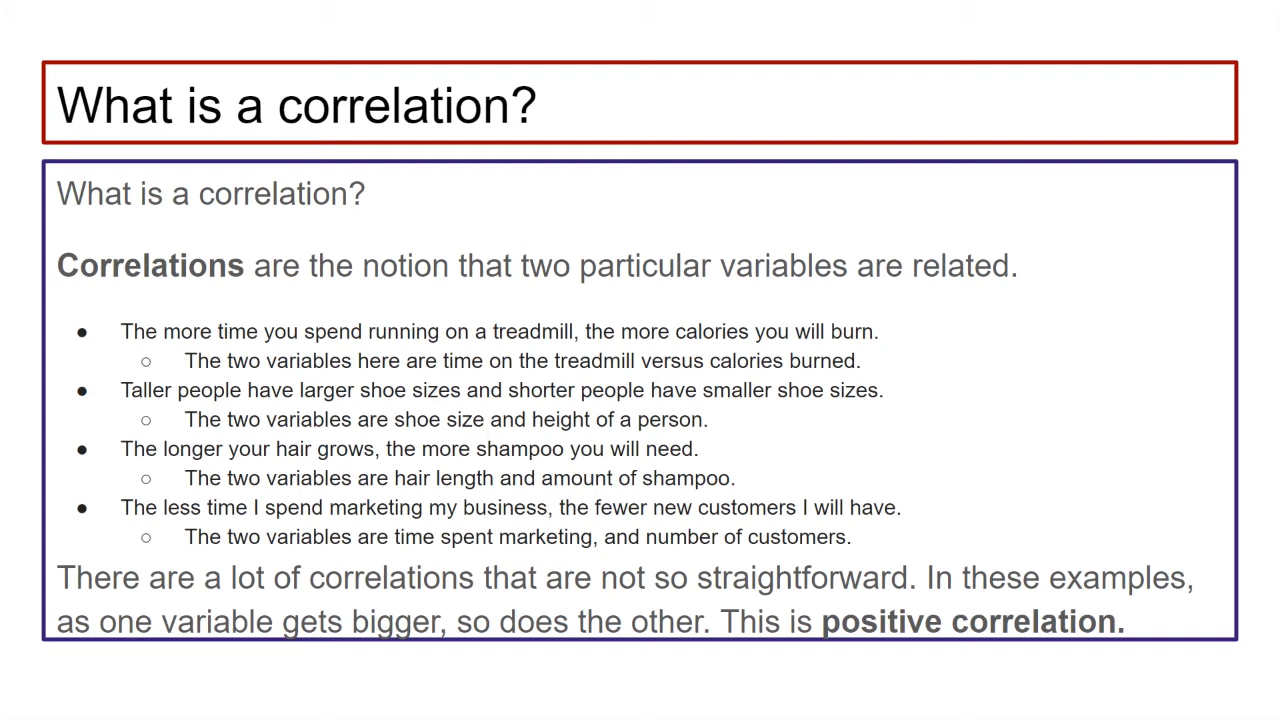 What is a correlation?
What is a correlation?
Correlations are the notion that two particular variables are related.
● The more time you spend running on a treadmill, the more calories you will burn.
○ The two variables here are time on the treadmill versus calories burned.
● Taller people have larger shoe sizes and shorter people have smaller shoe sizes.
○ The two variables are shoe size and height of a person.
● The longer your hair grows, the more shampoo you will need.
○ The two variables are hair length and amount of shampoo.
● The less time I spend marketing my business, the fewer new customers I will have.
○ The two variables are time spent marketing, and number of customers.
There are a lot of correlations that are not so straightforward. In these examples,
as one variable gets bigger, so does the other. This is positive correlation.